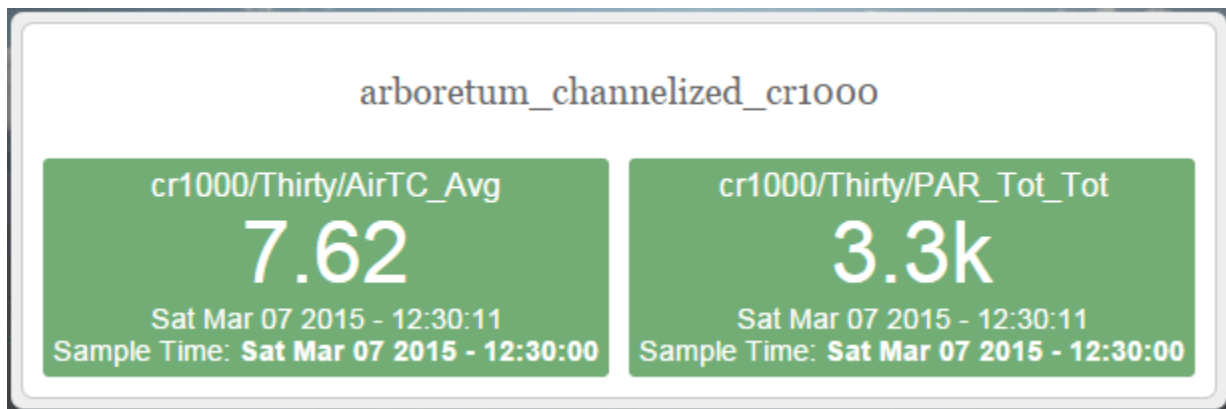 arboretum_channelized_cr1000
cr1000/Thirty/AirTC_Avg
7.62
Sat Mar 07 2015 - 12:30:11
Sample Time: Sat Mar 07 2015 - 12:30:00
cr1000/Thirty/PAR_Tot_Tot
3.3k
Sat Mar 07 2015 - 12:30:11
Sample Time: Sat Mar 07 2015 - 12:30:00